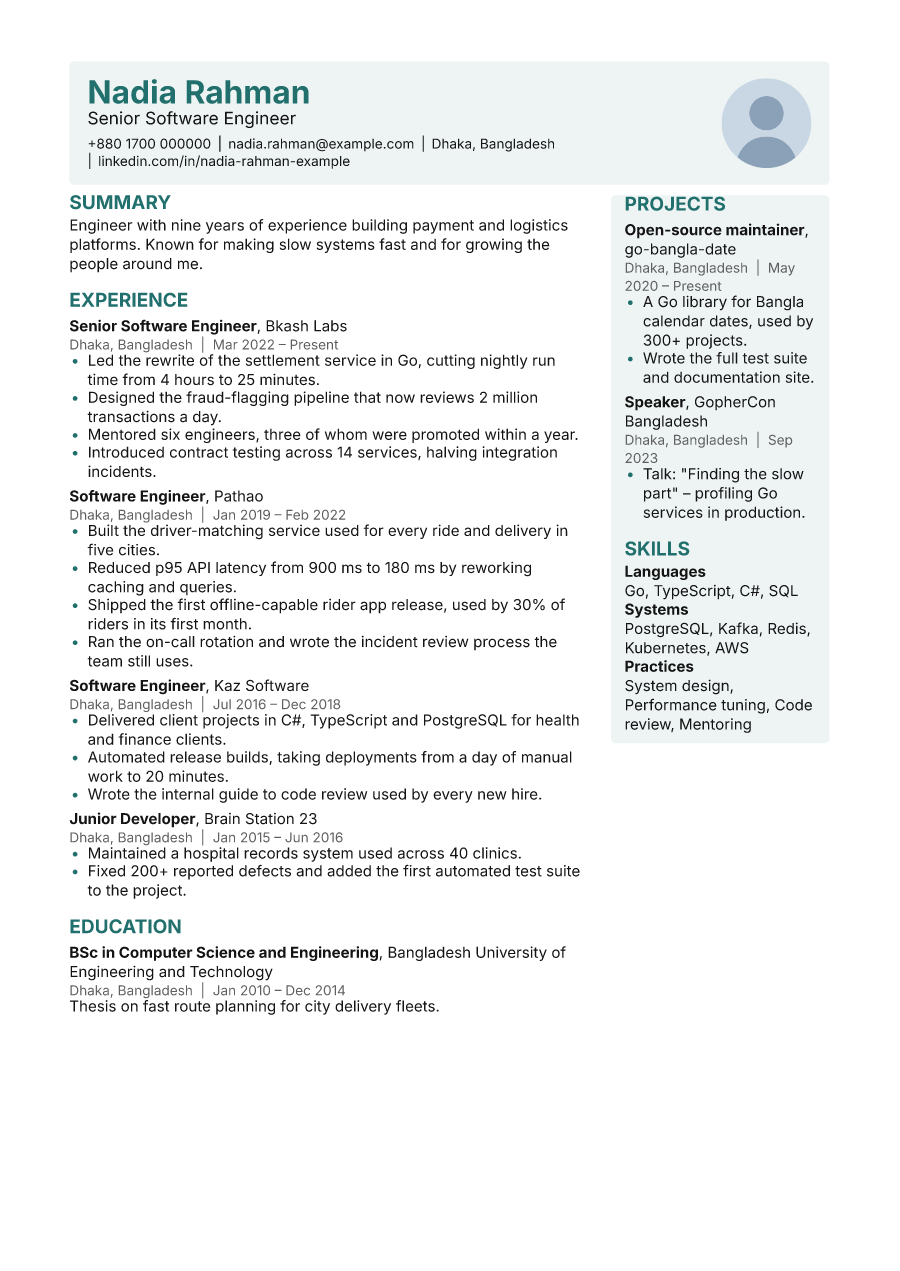 Nadia Rahman
Senior Software Engineer
+880 1700 000000 | nadia.rahman@example.com | Dhaka, Bangladesh
| linkedin.com/in/nadia-rahman-example
SUMMARY
Engineer with nine years of experience building payment and logistics
platforms. Known for making slow systems fast and for growing the
people around me.
EXPERIENCE
Senior Software Engineer, Bkash Labs
Dhaka, Bangladesh | Mar 2022 – Present
• Led the rewrite of the settlement service in Go, cutting nightly run
time from 4 hours to 25 minutes.
• Designed the fraud-flagging pipeline that now reviews 2 million
transactions a day.
• Mentored six engineers, three of whom were promoted within a year.
• Introduced contract testing across 14 services, halving integration
incidents.
Software Engineer, Pathao
Dhaka, Bangladesh | Jan 2019 – Feb 2022
• Built the driver-matching service used for every ride and delivery in
five cities.
• Reduced p95 API latency from 900 ms to 180 ms by reworking
caching and queries.
• Shipped the first offline-capable rider app release, used by 30% of
riders in its first month.
• Ran the on-call rotation and wrote the incident review process the
team still uses.
Software Engineer, Kaz Software
Dhaka, Bangladesh | Jul 2016 – Dec 2018
• Delivered client projects in C#, TypeScript and PostgreSQL for health
and finance clients.
• Automated release builds, taking deployments from a day of manual
work to 20 minutes.
• Wrote the internal guide to code review used by every new hire.
Junior Developer, Brain Station 23
Dhaka, Bangladesh | Jan 2015 – Jun 2016
• Maintained a hospital records system used across 40 clinics.
• Fixed 200+ reported defects and added the first automated test suite
to the project.
EDUCATION
BSc in Computer Science and Engineering, Bangladesh University of
Engineering and Technology
Dhaka, Bangladesh | Jan 2010 – Dec 2014
Thesis on fast route planning for city delivery fleets.
PROJECTS
Open-source maintainer,
go-bangla-date
Dhaka, Bangladesh | May
2020 – Present
• A Go library for Bangla
calendar dates, used by
300+ projects.
• Wrote the full test suite
and documentation site.
Speaker, GopherCon
Bangladesh
Dhaka, Bangladesh | Sep
2023
• Talk: "Finding the slow
part" – profiling Go
services in production.
SKILLS
Languages
Go, TypeScript, C#, SQL
Systems
PostgreSQL, Kafka, Redis,
Kubernetes, AWS
Practices
System design,
Performance tuning, Code
review, Mentoring